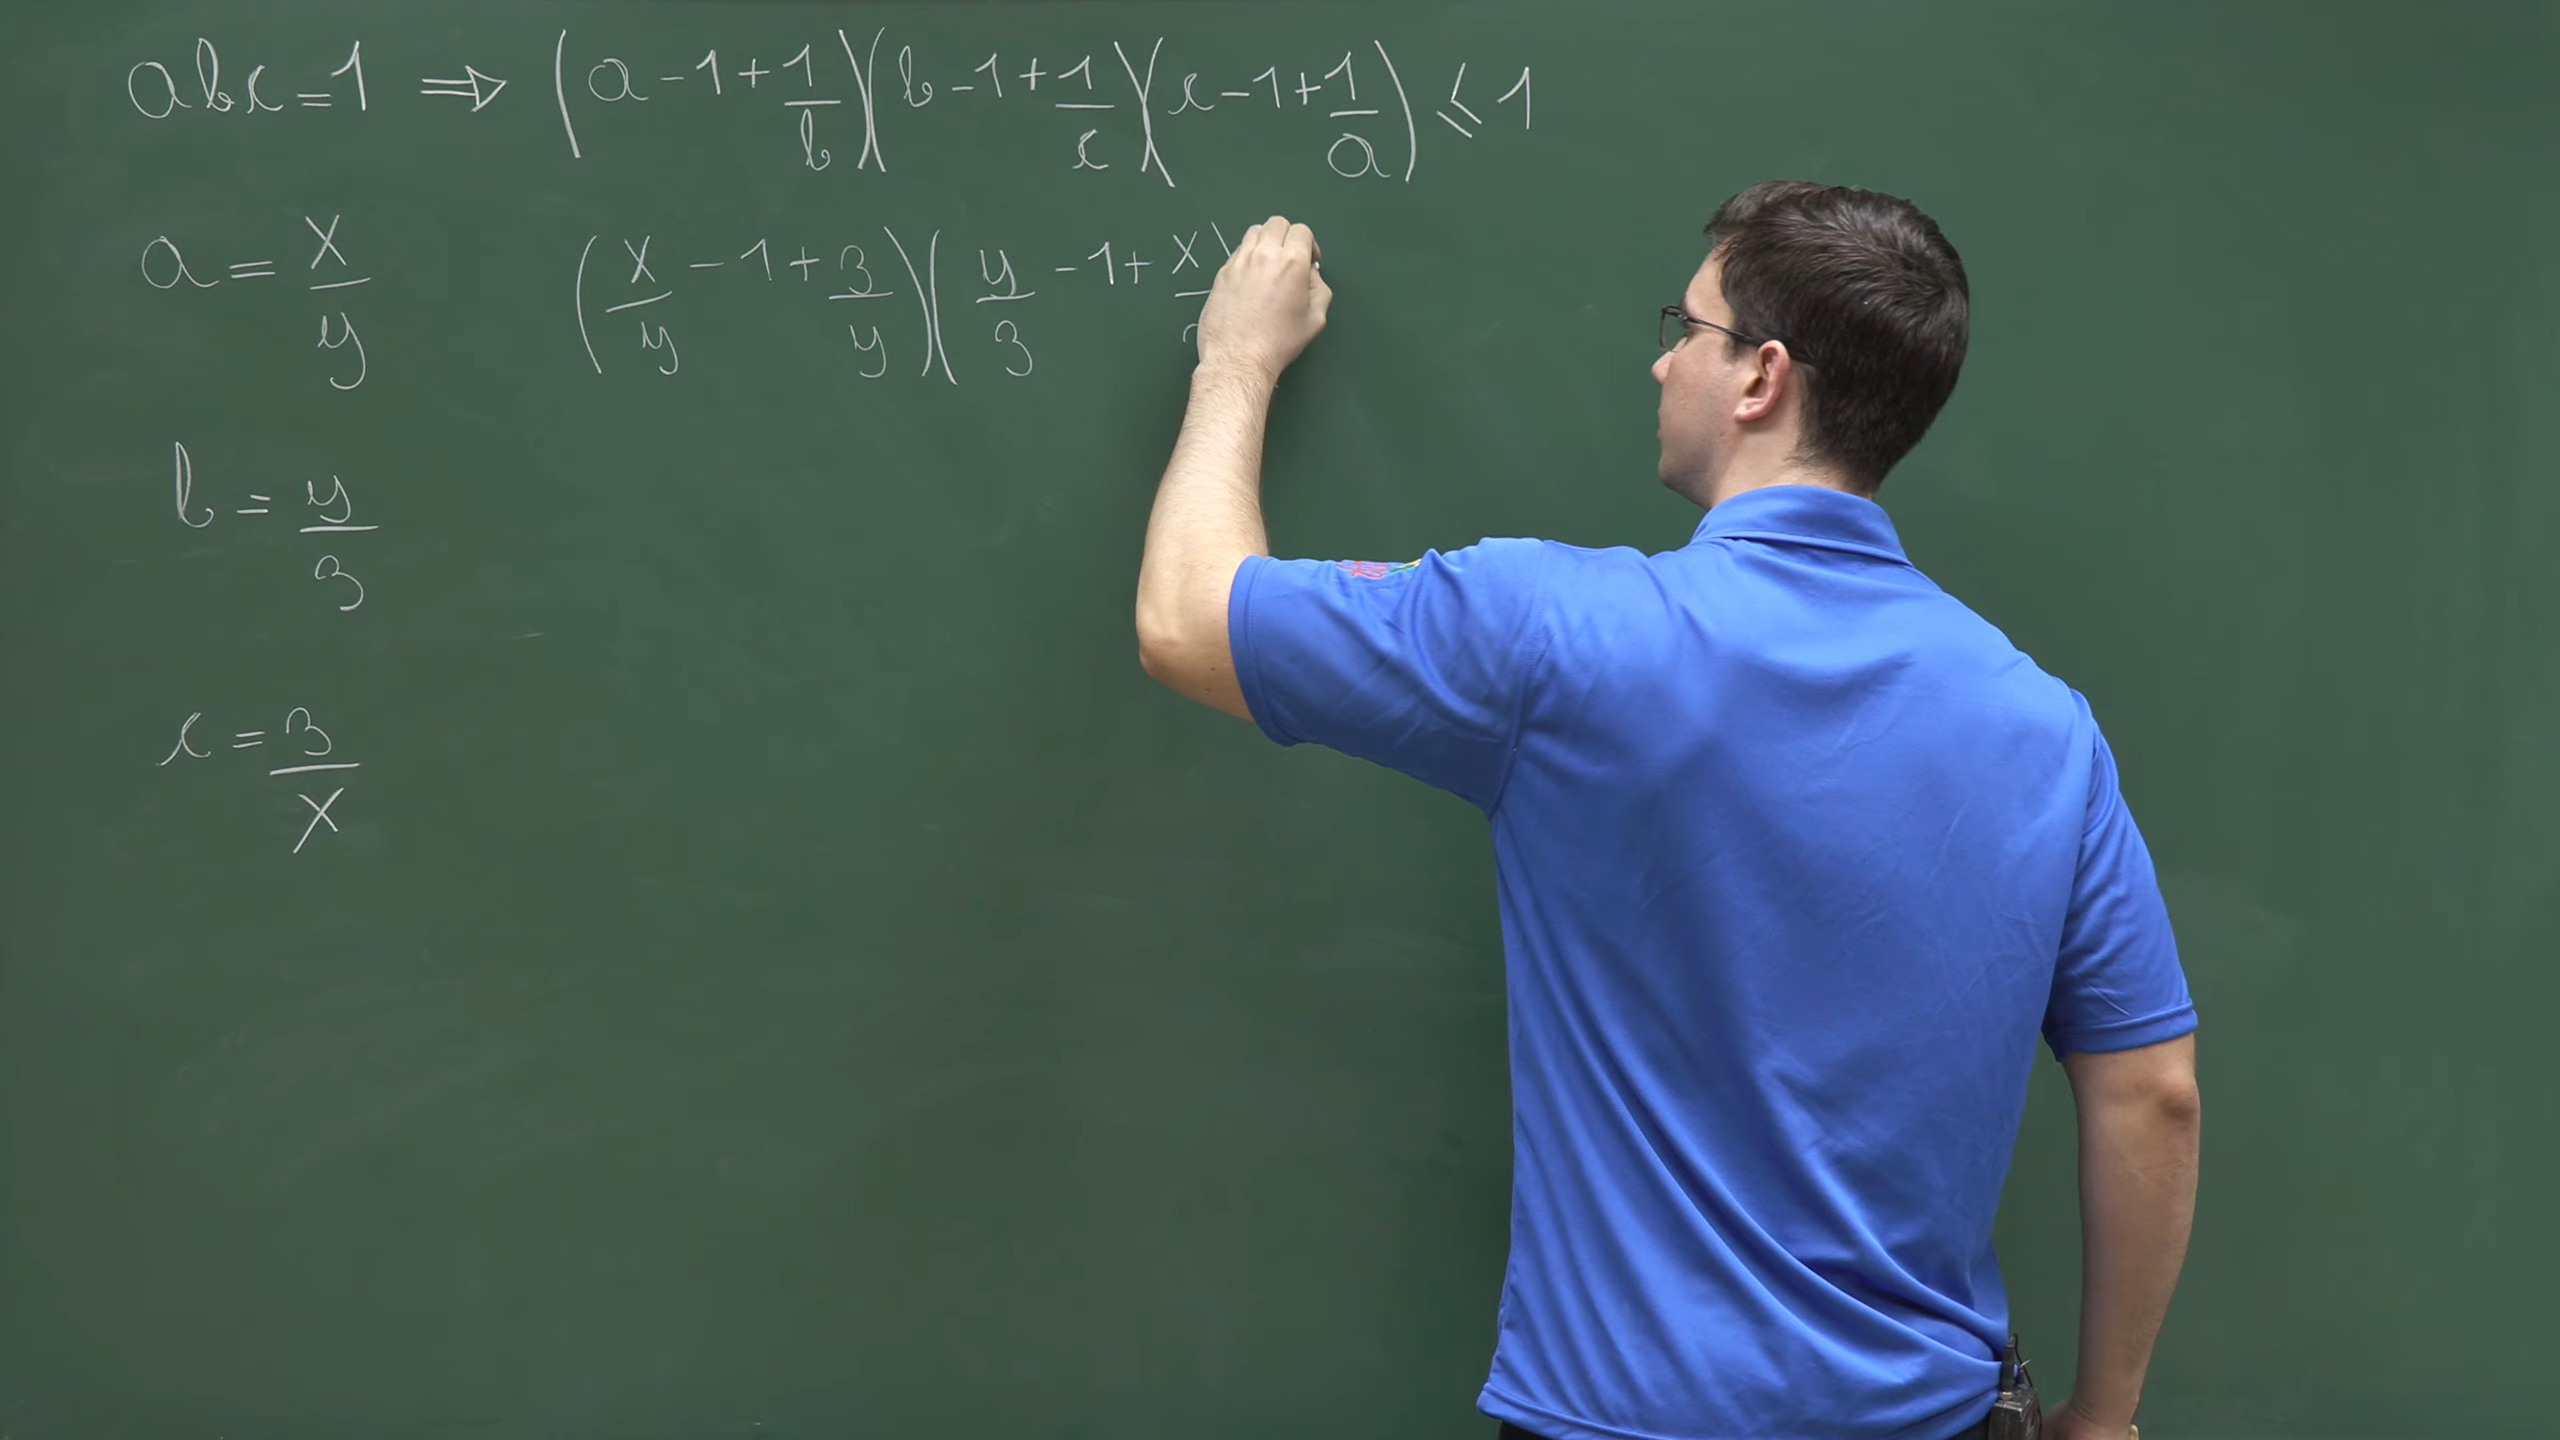 abc = 1 ⇒ (a - 1 + 1/b)(b - 1 + 1/c)(c - 1 + 1/a) ⩽ 1
a = x/y
(x/y - 1 + z/y)(y/z - 1 + x/
b = y/z
c = z/x